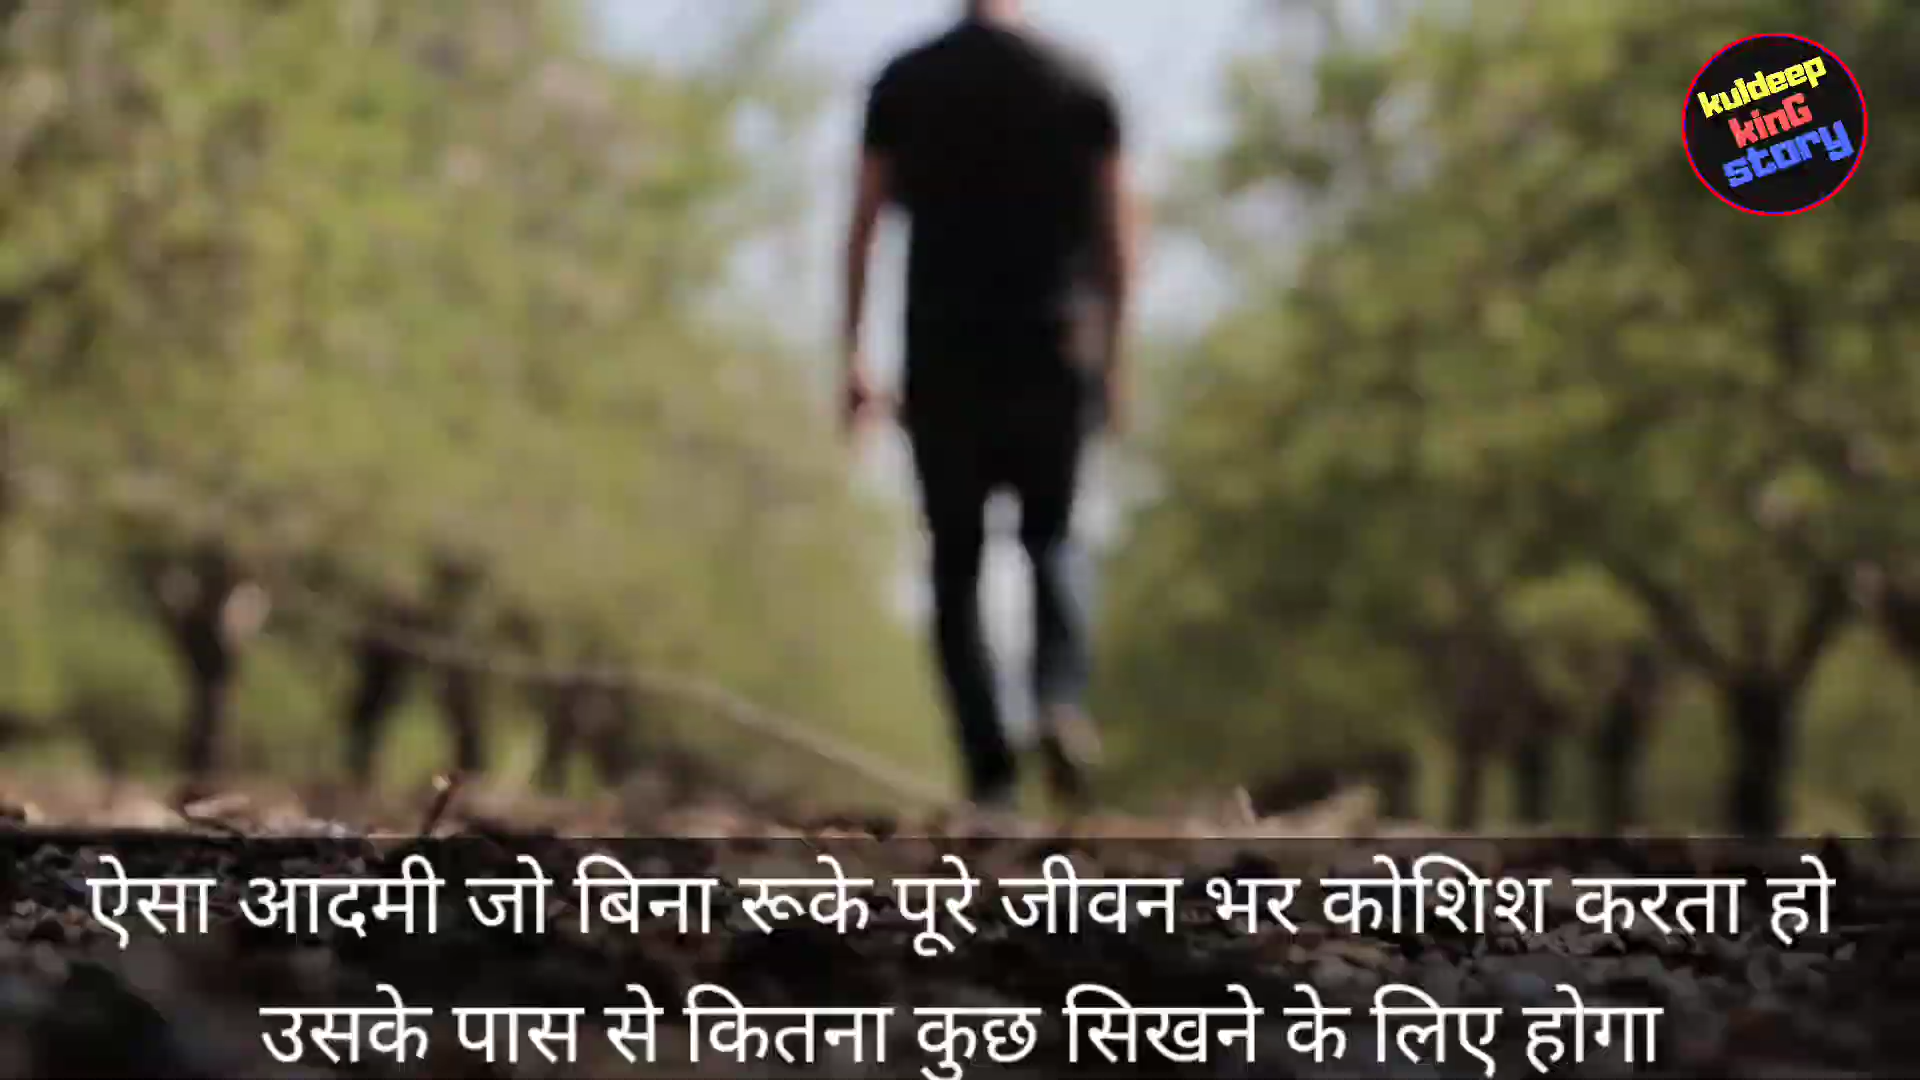 kuldeep
kinG
story
ऐसा आदमी जो बिना रूके पूरे जीवन भर कोशिश करता हो
उसके पास से कितना कुछ सिखने के लिए होगा